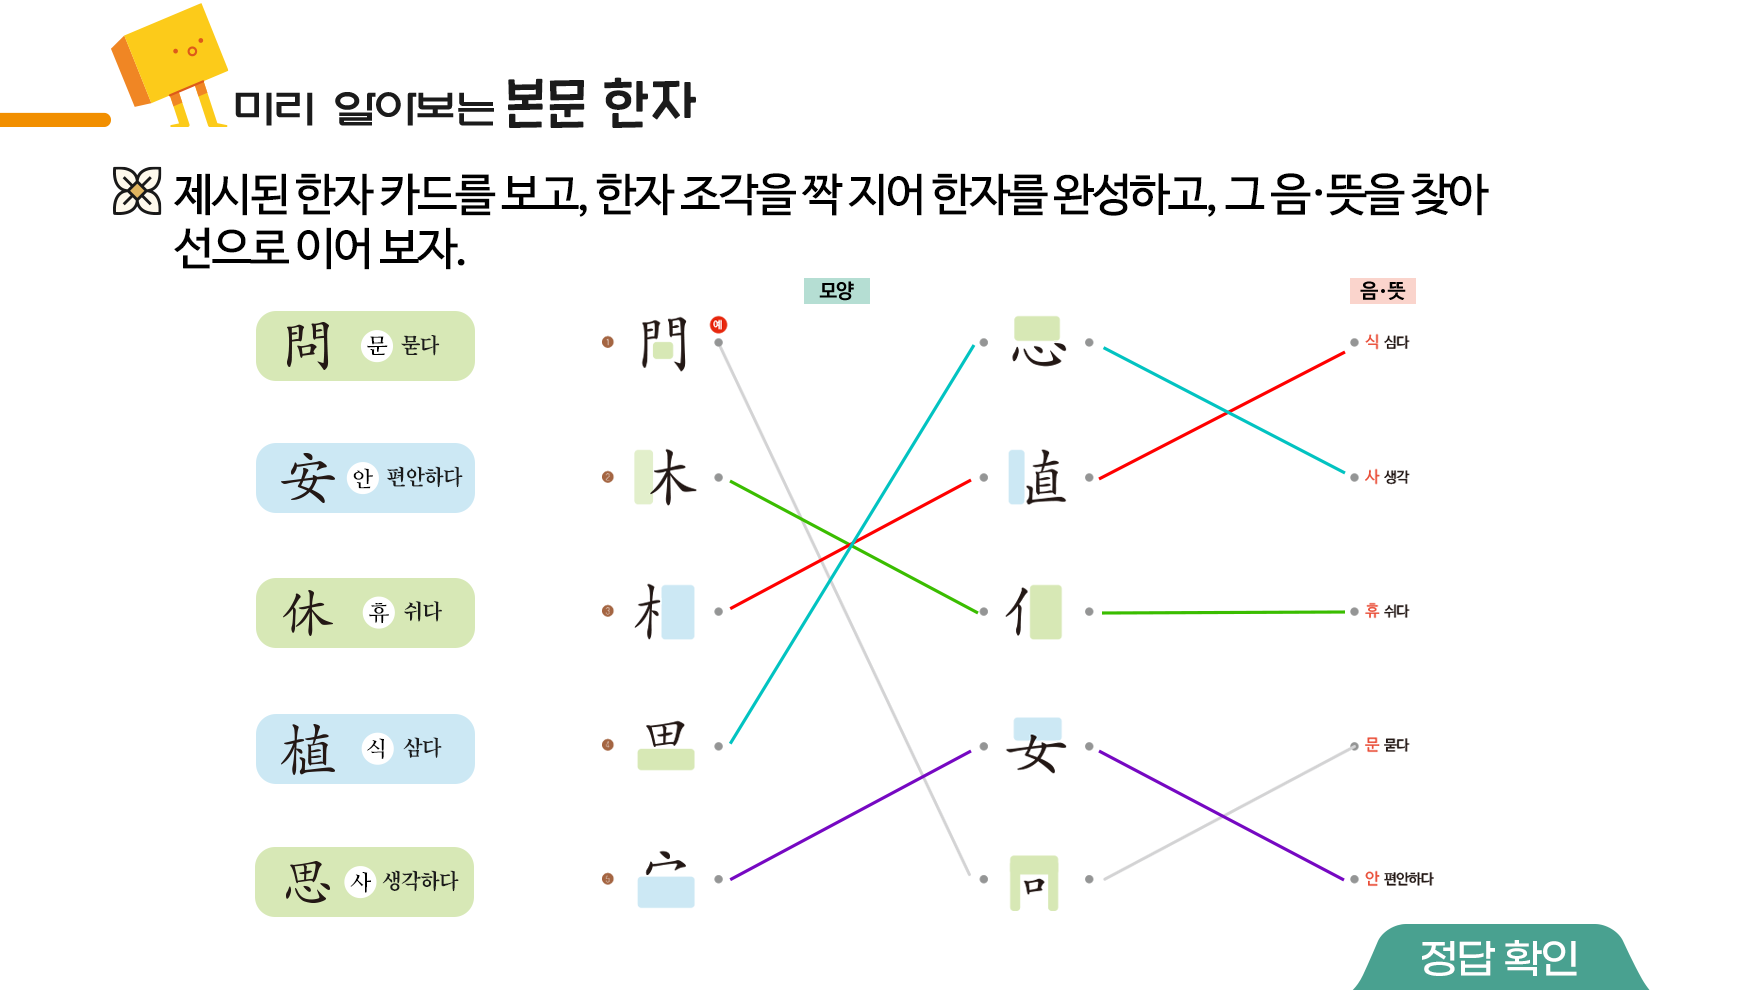 미리 알아보는 본문 한자
제시된 한자 카드를 보고, 한자 조각을 짝 지어 한자를 완성하고, 그 음·뜻을 찾아
선으로 이어 보자.
모양
음·뜻
問 문 묻다
安 안 편안하다
休 휴 쉬다
植 식 심다
思 사 생각하다
1 門 예
2 木
3 木
4 田
5 宀
心
直
亻
女
口
식 심다
사 생각
휴 쉬다
문 묻다
안 편안하다
정답 확인